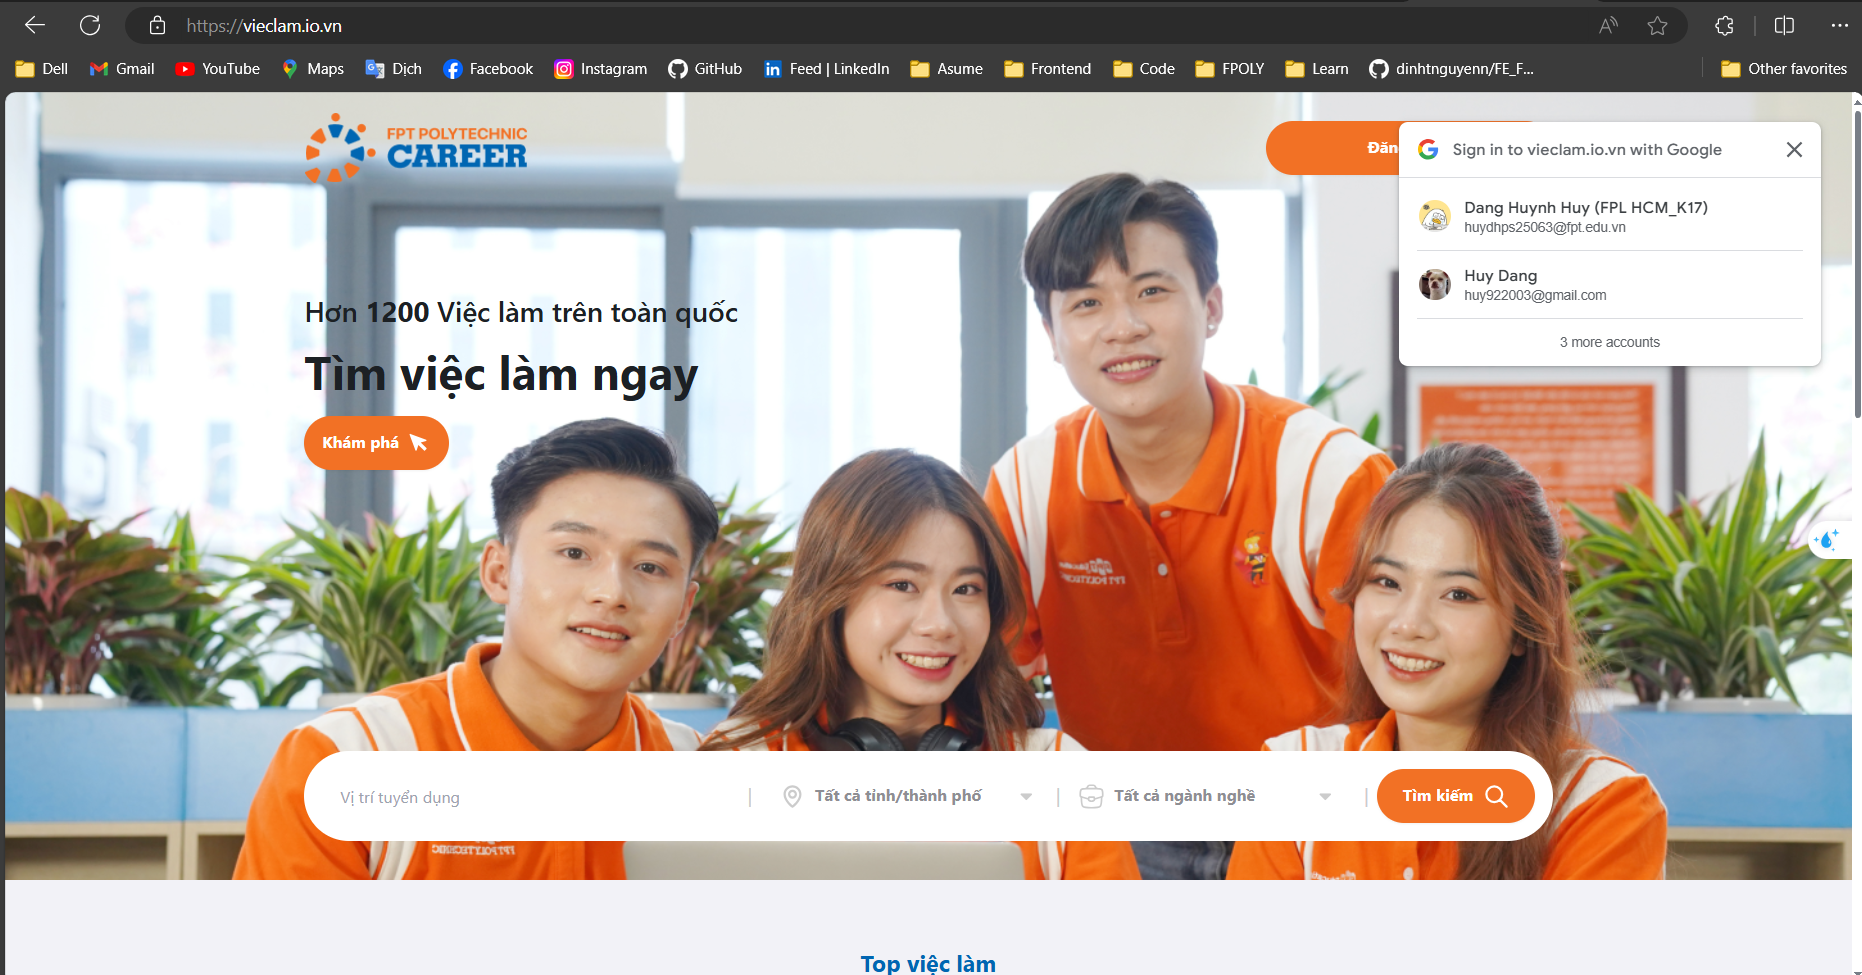 https://vieclam.io.vn
Dell
Gmail
YouTube
Maps
Dịch
Facebook
Instagram
GitHub
Feed | LinkedIn
Asume
Frontend
Code
FPOLY
Learn
dinhtnguyenn/FE_F...
Other favorites
FPT POLYTECHNIC
CAREER
Đăn
Sign in to vieclam.io.vn with Google
Dang Huynh Huy (FPL HCM_K17)
huydhps25063@fpt.edu.vn
Huy Dang
huy922003@gmail.com
3 more accounts
Hơn 1200 Việc làm trên toàn quốc
Tìm việc làm ngay
Khám phá
Vị trí tuyển dụng
Tất cả tỉnh/thành phố
Tất cả ngành nghề
Tìm kiếm
Top việc làm